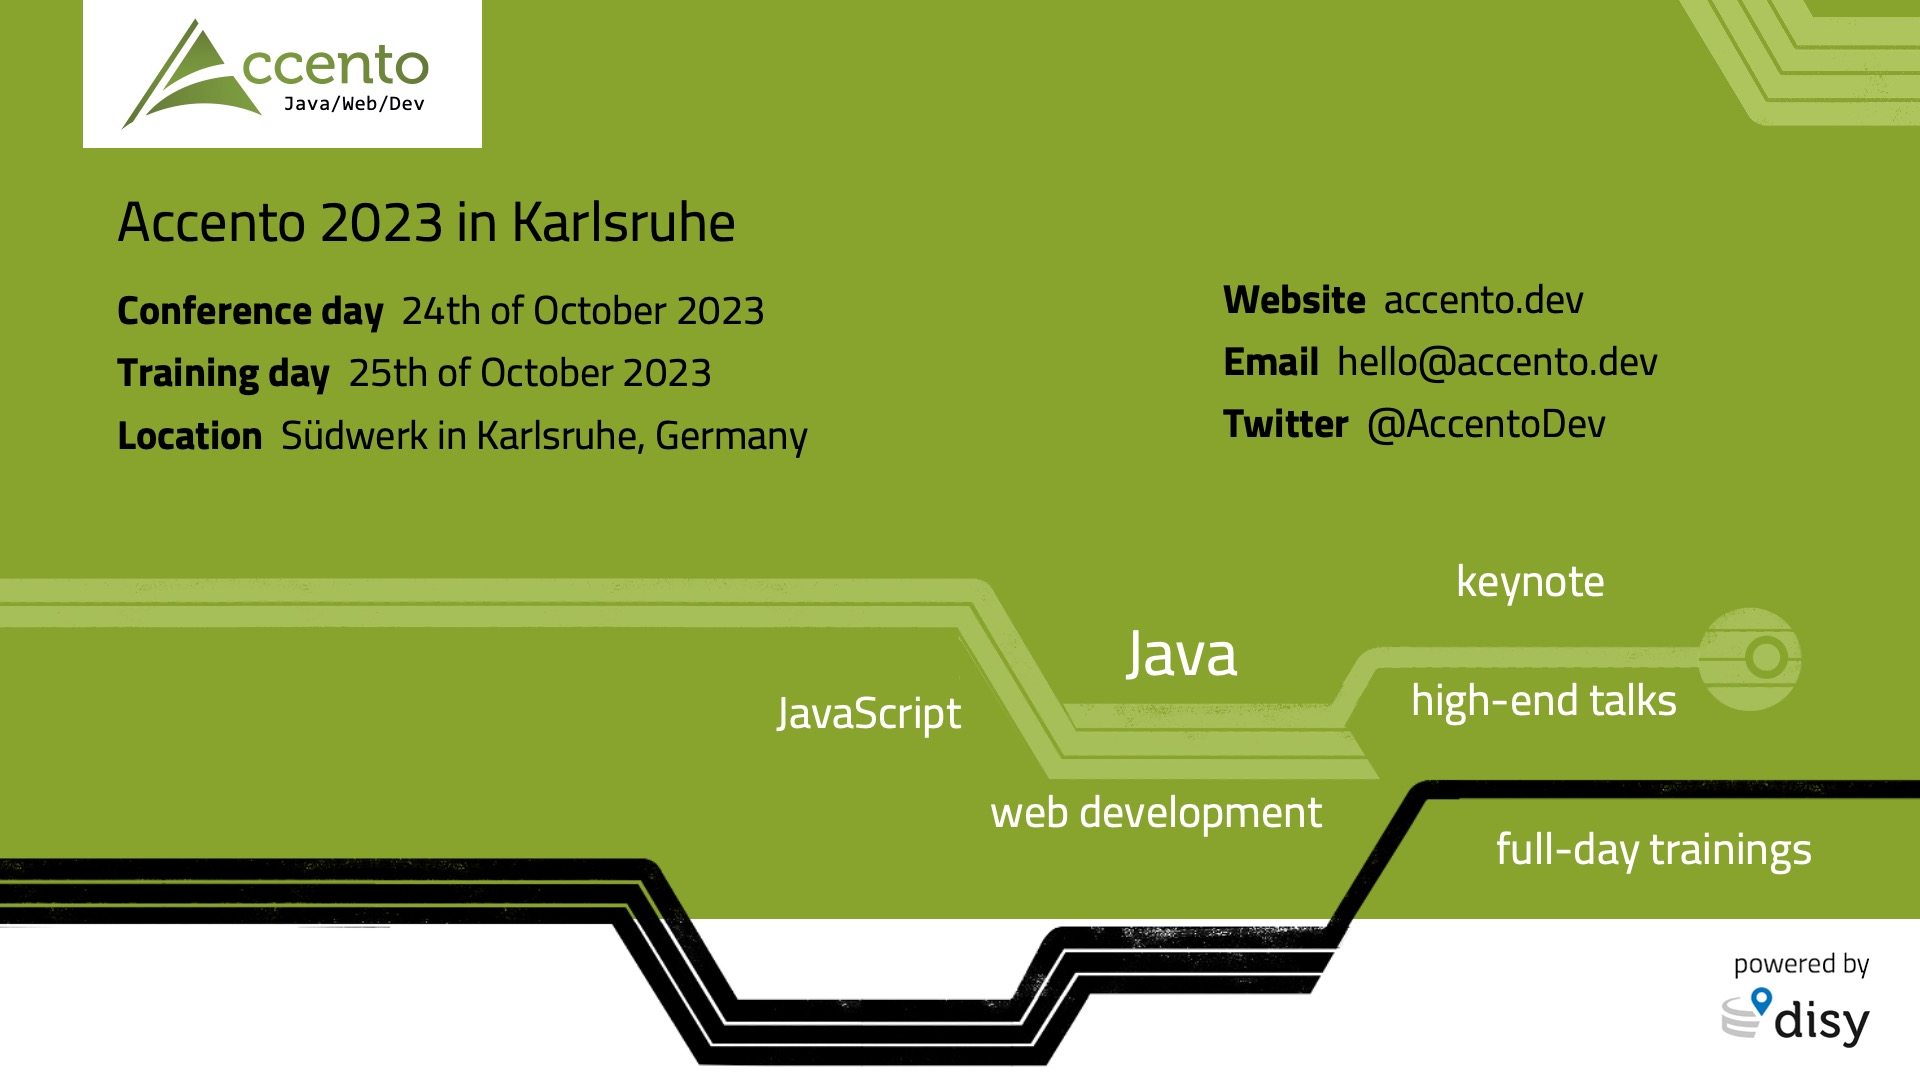 Accento
Java/Web/Dev
Accento 2023 in Karlsruhe
Conference day 24th of October 2023
Training day 25th of October 2023
Location Südwerk in Karlsruhe, Germany
Website accento.dev
Email hello@accento.dev
Twitter @AccentoDev
keynote
Java
high-end talks
JavaScript
web development
full-day trainings
powered by
disy